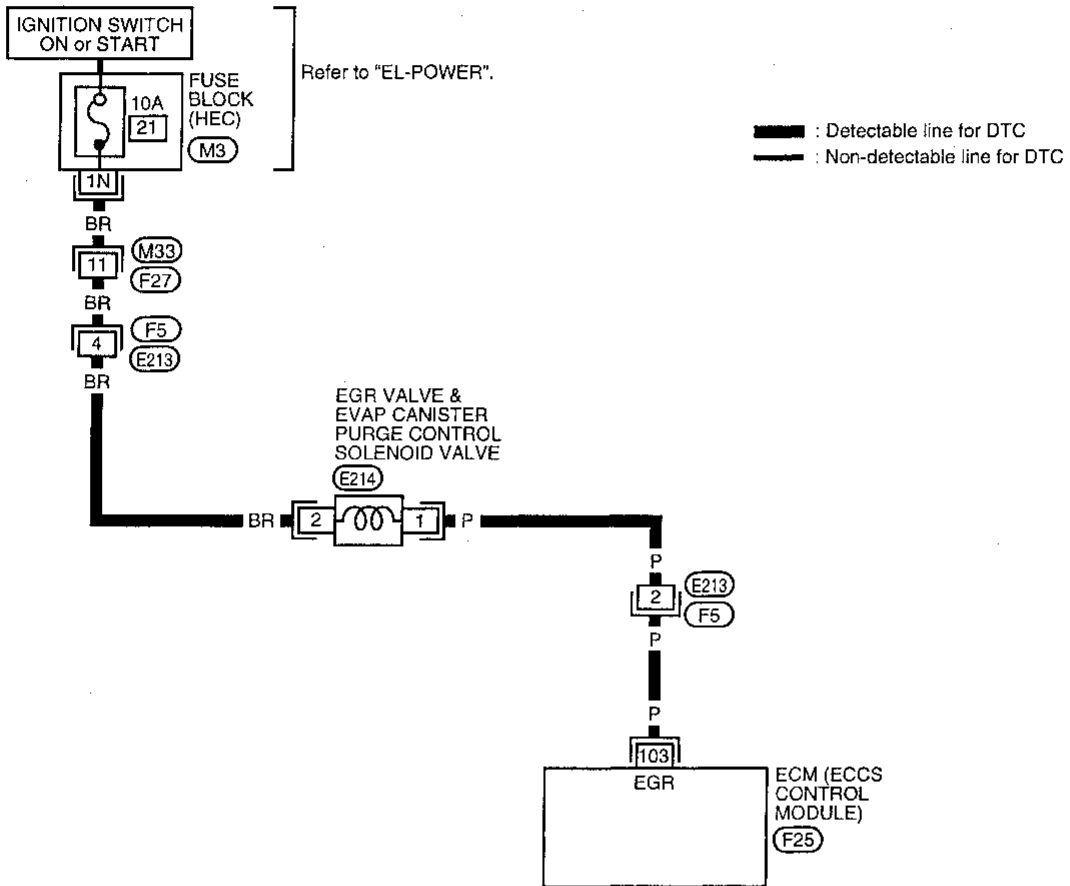 IGNITION SWITCH
ON or START
Refer to "EL-POWER".
FUSE
BLOCK
(HEC)
10A
21
M3
: Detectable line for DTC
: Non-detectable line for DTC
1N
BR
11
M33
F27
BR
4
F5
E213
BR
EGR VALVE &
EVAP CANISTER
PURGE CONTROL
SOLENOID VALVE
E214
BR
2
1
P
P
2
E213
F5
P
P
103
EGR
ECM (ECCS
CONTROL
MODULE)
F25